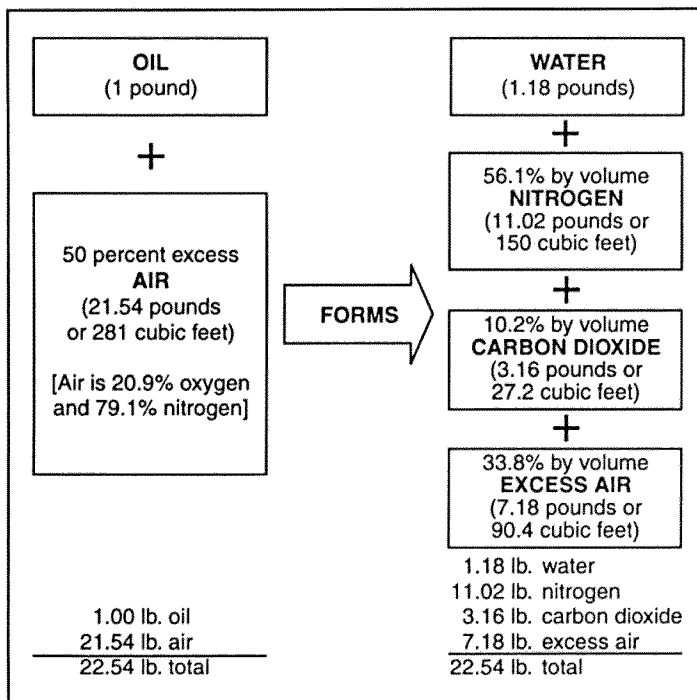 OIL
(1 pound)
+
50 percent excess
AIR
(21.54 pounds
or 281 cubic feet)
[Air is 20.9% oxygen
and 79.1% nitrogen]
1.00 lb. oil
21.54 lb. air
22.54 lb. total
FORMS
WATER
(1.18 pounds)
+
56.1% by volume
NITROGEN
(11.02 pounds or
150 cubic feet)
+
10.2% by volume
CARBON DIOXIDE
(3.16 pounds or
27.2 cubic feet)
+
33.8% by volume
EXCESS AIR
(7.18 pounds or
90.4 cubic feet)
1.18 lb. water
11.02 lb. nitrogen
3.16 lb. carbon dioxide
7.18 lb. excess air
22.54 lb. total